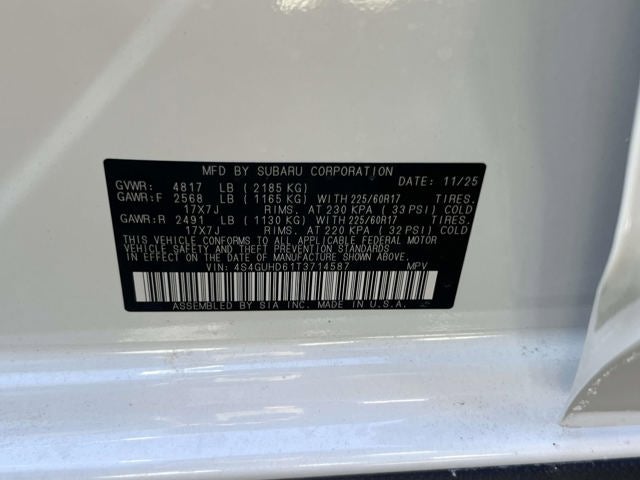 MFD BY SUBARU CORPORATION DATE: 11/25
GVWR: 4817 LB ( 2185 KG)
GAWR:F 2568 LB ( 1165 KG) WITH 225/60R17 TIRES.
17X7J RIMS. AT 230 KPA ( 33 PSI) COLD
GAWR:R 2491 LB ( 1130 KG) WITH 225/60R17 TIRES.
17X7J RIMS. AT 220 KPA ( 32 PSI) COLD
THIS VEHICLE CONFORMS TO ALL APPLICABLE FEDERAL MOTOR
VEHICLE SAFETY, BUMPER, AND THEFT PREVENTION STANDARDS
IN EFFECT ON THE DATE OF MANUFACTURE SHOWN ABOVE.
VIN: 4S4GUHD61T3714587 MPV
ASSEMBLED BY SIA INC. MADE IN U.S.A.